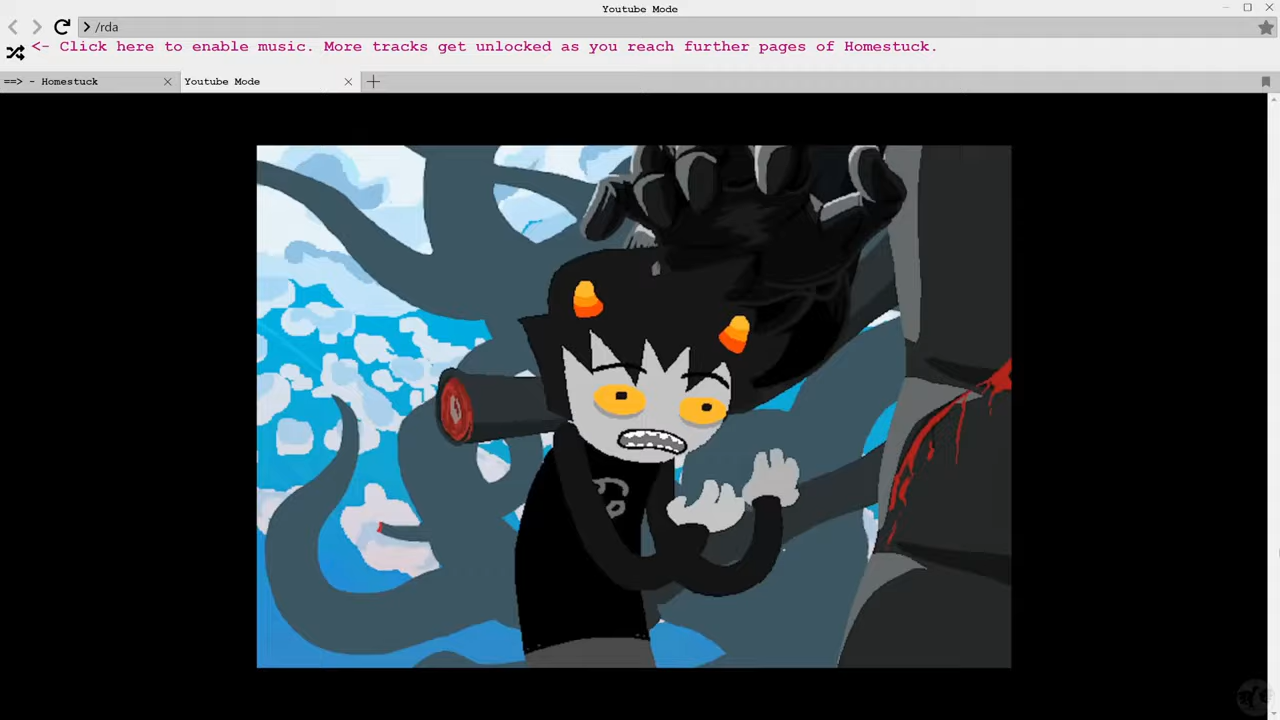 Youtube Mode
/rda
<- Click here to enable music. More tracks get unlocked as you reach further pages of Homestuck.
==> - Homestuck
Youtube Mode